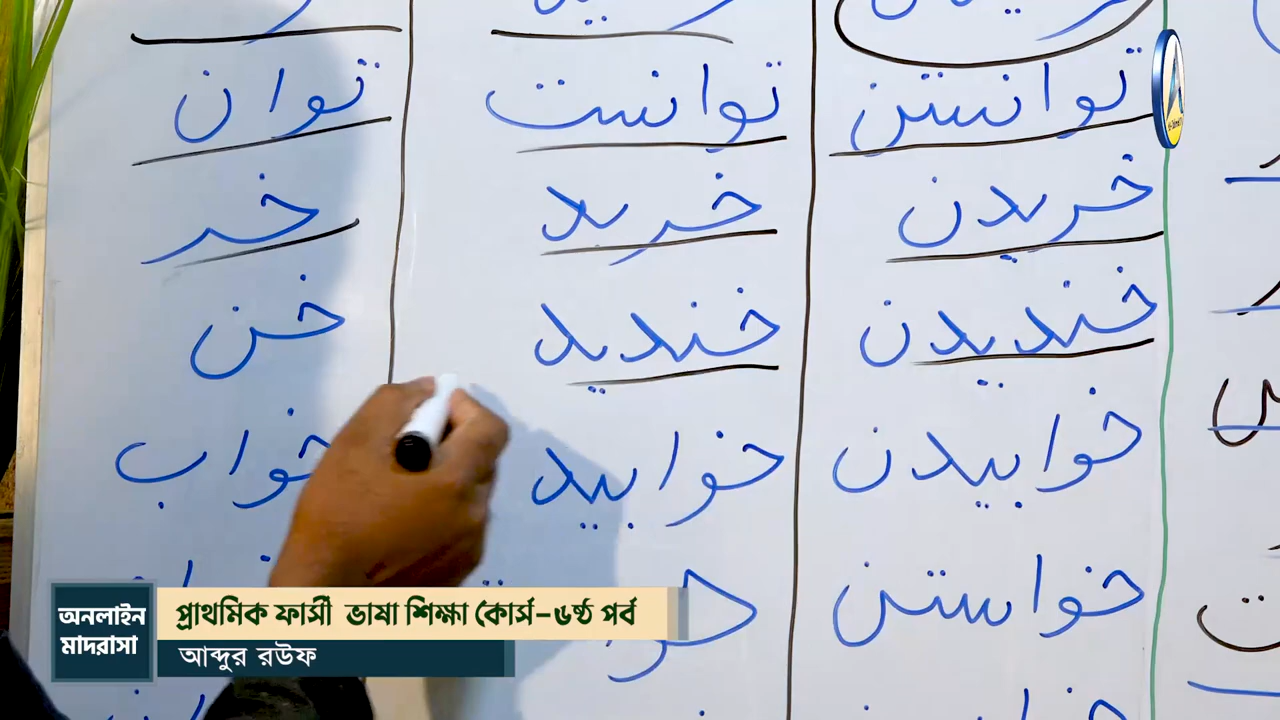 توانستن توانست توان
خریدن خرید خر
خندیدن خندید خن
خوابیدن خوابید خواب
خواستن
অনলাইন মাদরাসা
প্রাথমিক ফার্সী ভাষা শিক্ষা কোর্স-৬ষ্ঠ পর্ব
আব্দুর রউফ